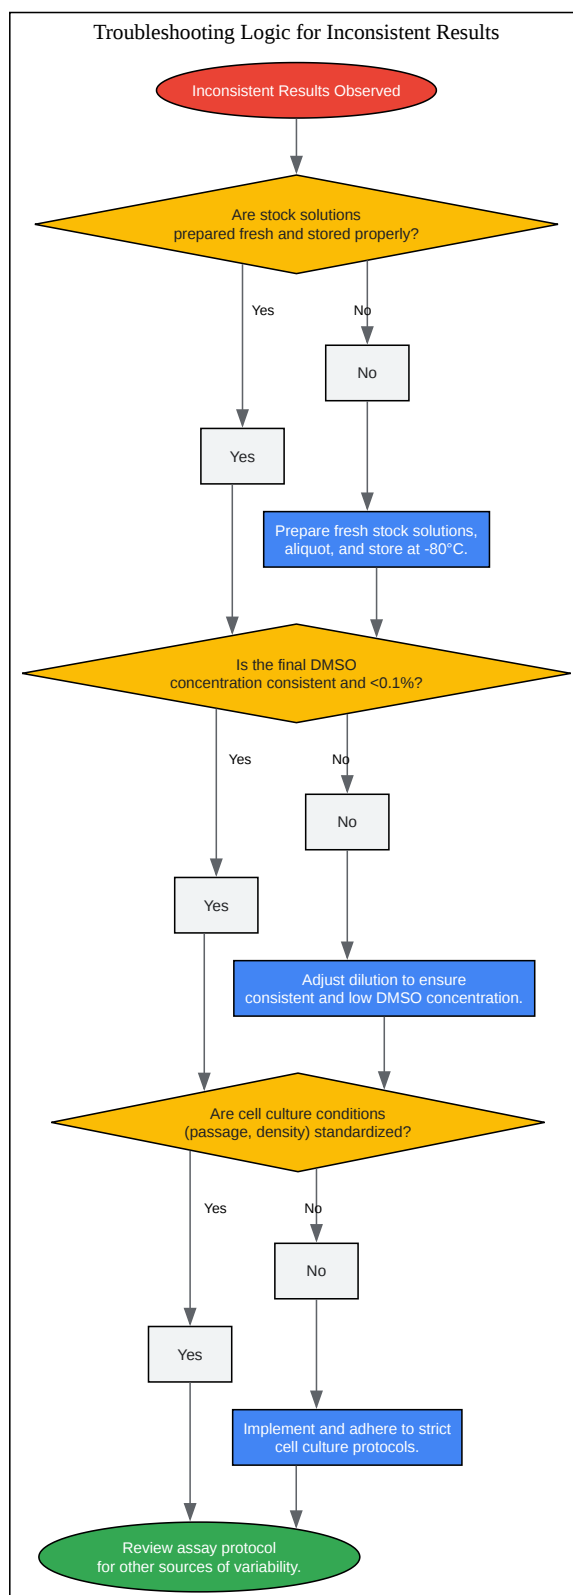 Troubleshooting Logic for Inconsistent Results
Inconsistent Results Observed
Are stock solutions
prepared fresh and stored properly?
Yes
No
No
Yes
Prepare fresh stock solutions,
aliquot, and store at -80°C.
Is the final DMSO
concentration consistent and <0.1%?
Yes
No
No
Yes
Adjust dilution to ensure
consistent and low DMSO concentration.
Are cell culture conditions
(passage, density) standardized?
Yes
No
No
Yes
Implement and adhere to strict
cell culture protocols.
Review assay protocol
for other sources of variability.